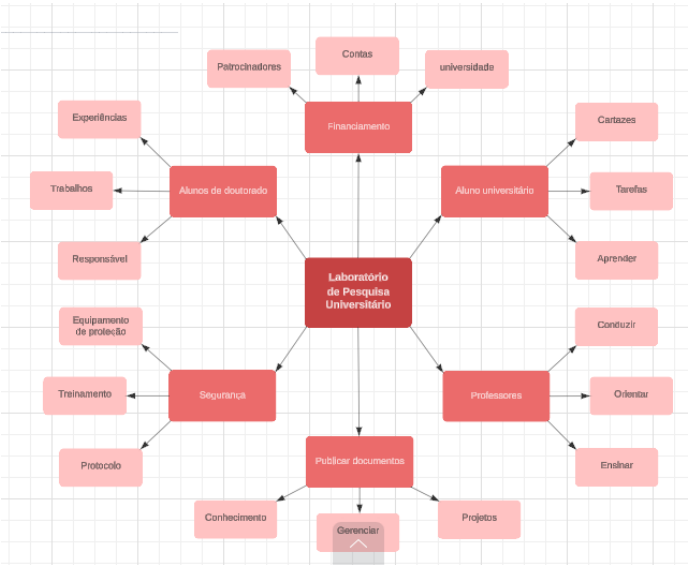 Contas
Patrocinadores
universidade
Financiamento
Experiências
Cartazes
Trabalhos
Alunos de doutorado
Aluno universitário
Tarefas
Responsável
Aprender
Laboratório
de Pesquisa
Universitário
Equipamento
de proteção
Conduzir
Treinamento
Segurança
Professores
Orientar
Protocolo
Ensinar
Publicar documentos
Conhecimento
Gerenciar
Projetos